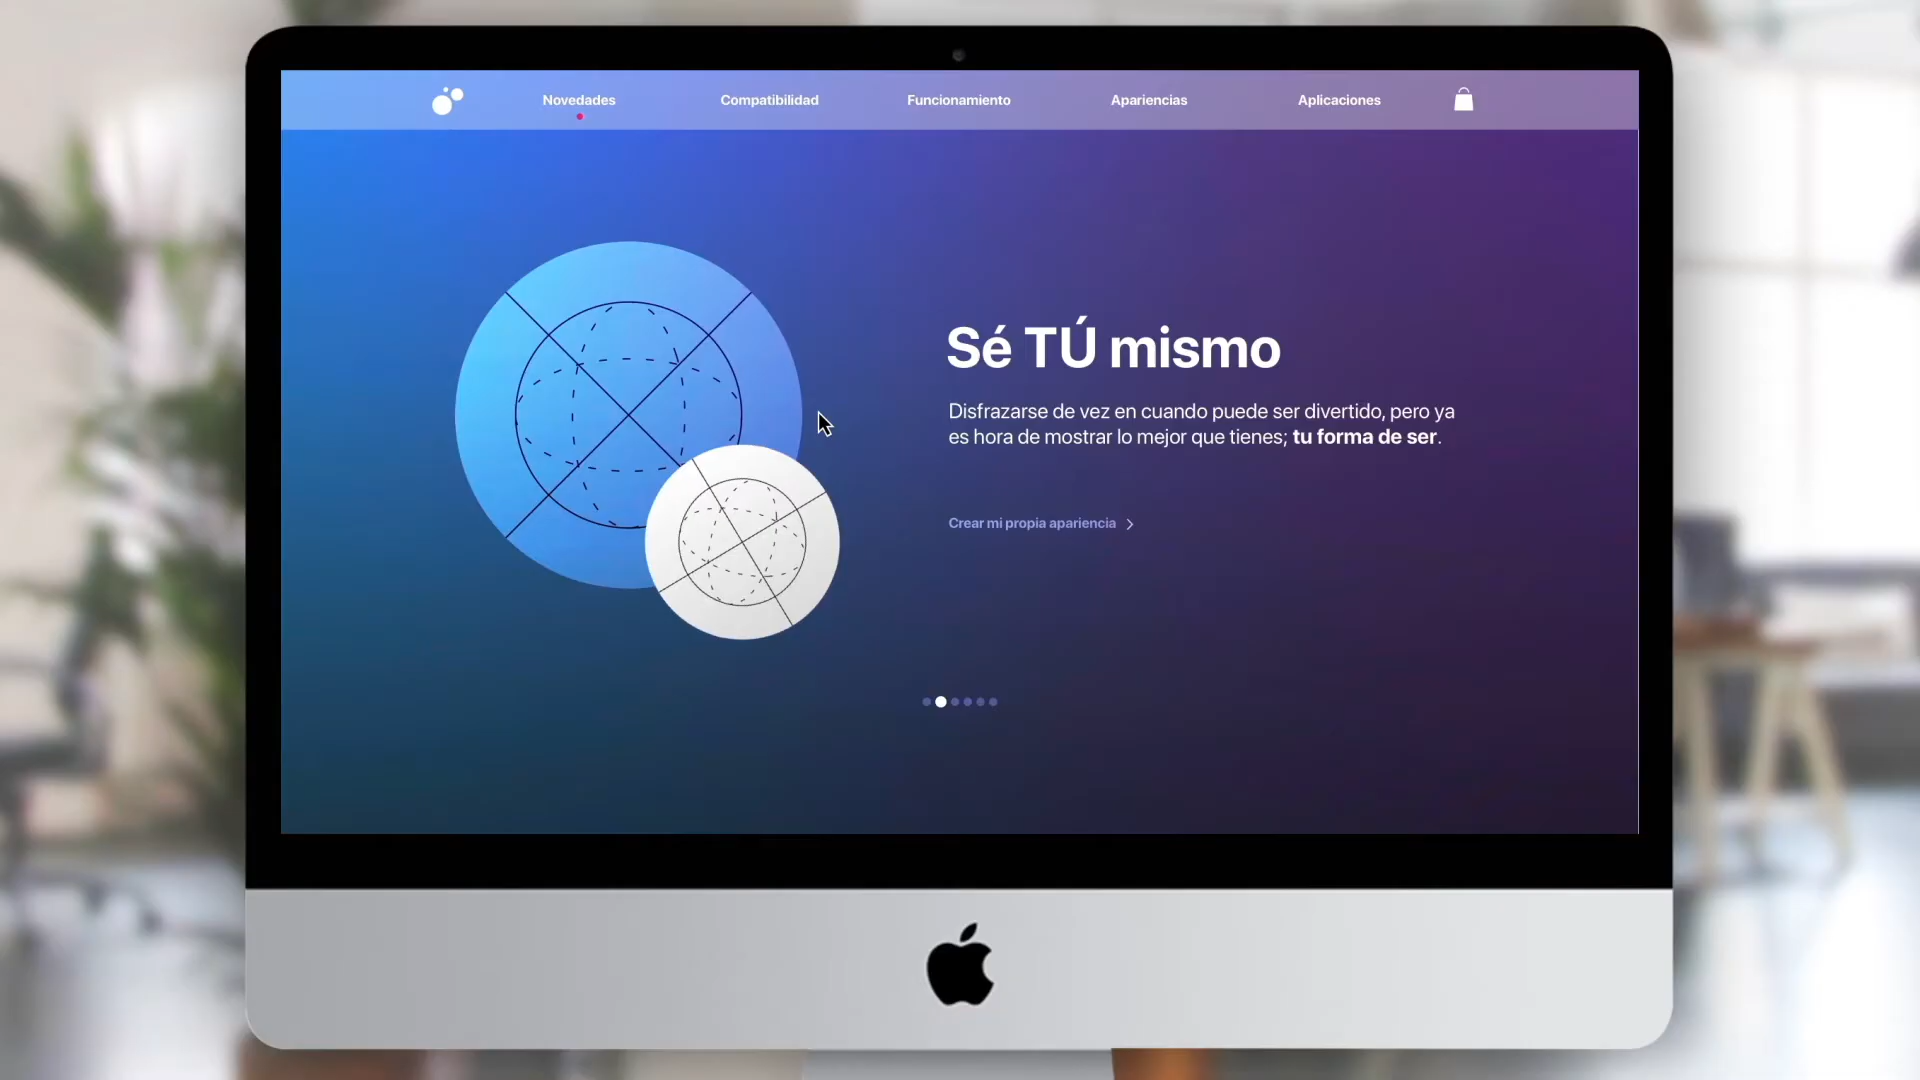 Novedades
Compatibilidad
Funcionamiento
Apariencias
Aplicaciones
Sé TÚ mismo
Disfrazarse de vez en cuando puede ser divertido, pero ya
es hora de mostrar lo mejor que tienes; tu forma de ser.
Crear mi propia apariencia